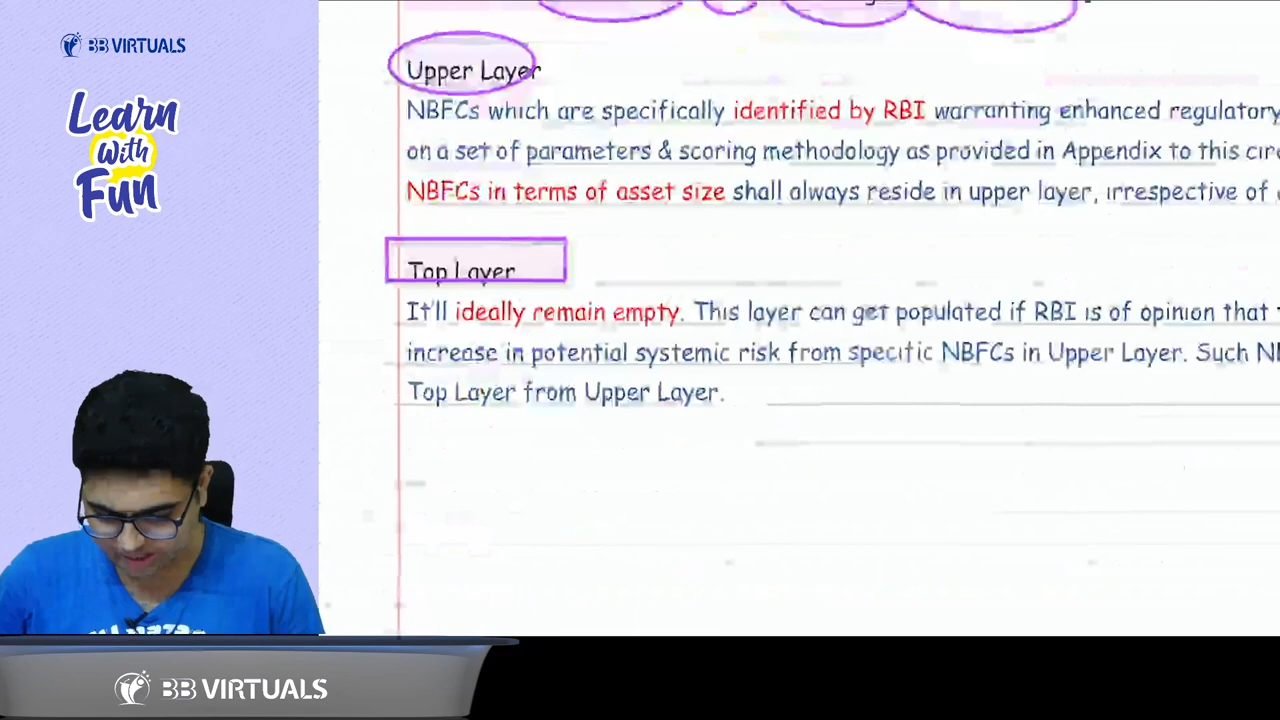 BB VIRTUALS
Learn
With
Fun
Upper Layer
NBFCs which are specifically identified by RBI warranting enhanced regulatory
on a set of parameters & scoring methodology as provided in Appendix to this
NBFCs in terms of asset size shall always reside in upper layer, irrespective of
Top Layer
It'll ideally remain empty. This layer can get populated if RBI is of opinion that
increase in potential systemic risk from specific NBFCs in Upper Layer. Such
Top Layer from Upper Layer.
BB VIRTUALS